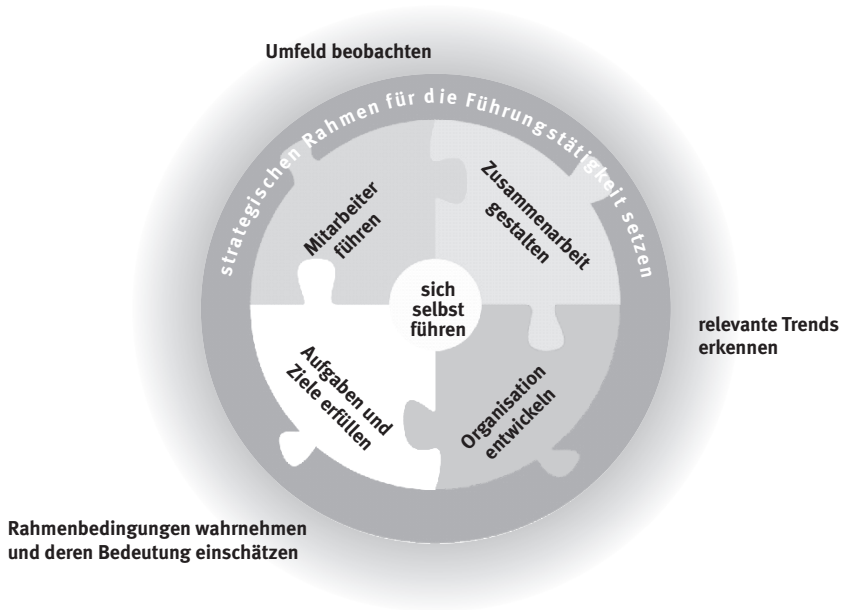 Umfeld beobachten
strategischen Rahmen für die Führungstätigkeit setzen
Mitarbeiter
führen
Zusammenarbeit
gestalten
sich
selbst
führen
relevante Trends
erkennen
Aufgaben und
Ziele erfüllen
Organisation
entwickeln
Rahmenbedingungen wahrnehmen
und deren Bedeutung einschätzen